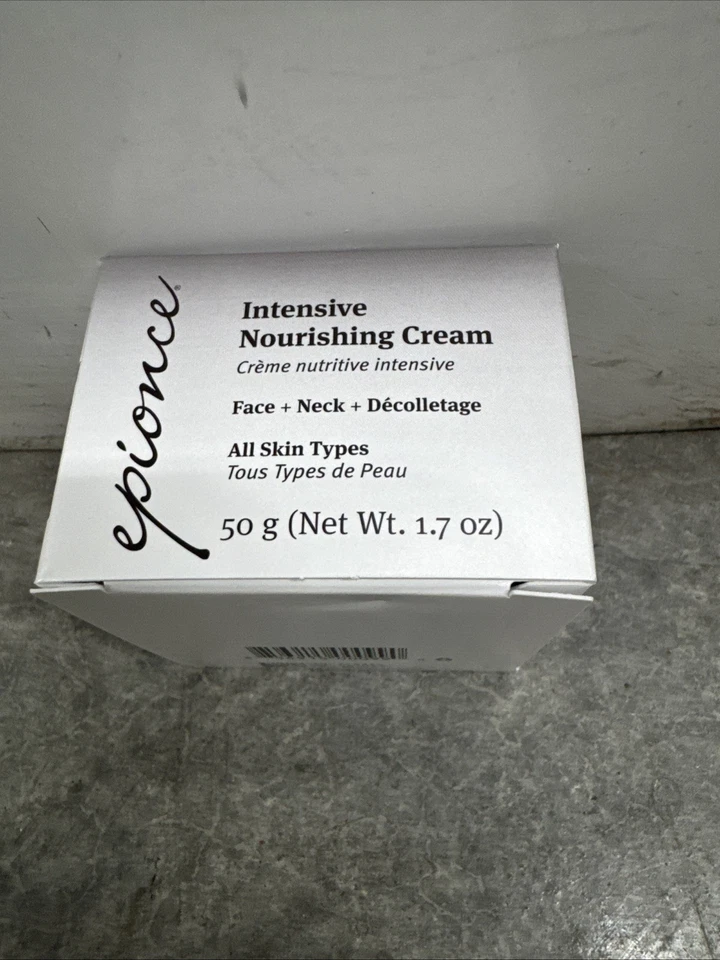 epionce®
Intensive
Nourishing Cream
Crème nutritive intensive
Face + Neck + Décolletage
All Skin Types
Tous Types de Peau
50 g (Net Wt. 1.7 oz)